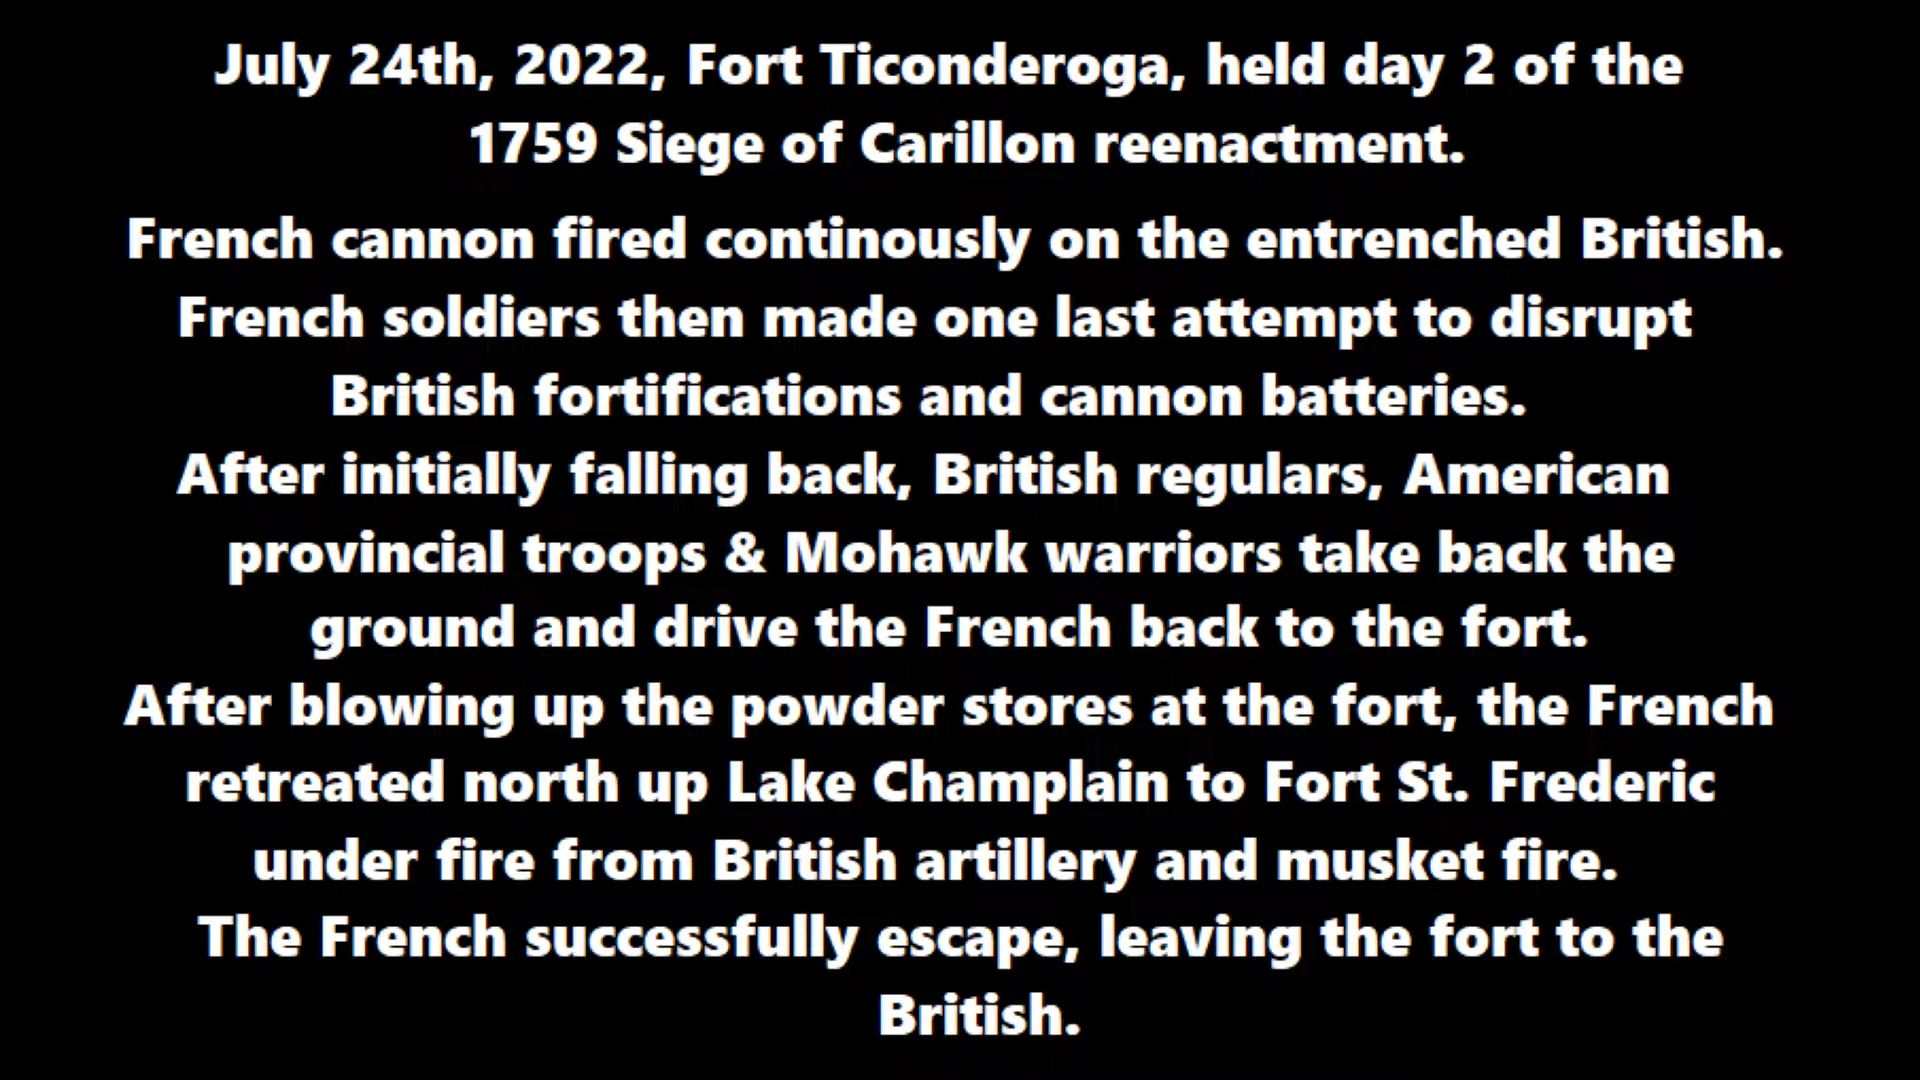 July 24th, 2022, Fort Ticonderoga, held day 2 of the
1759 Siege of Carillon reenactment.
French cannon fired continously on the entrenched British.
French soldiers then made one last attempt to disrupt
British fortifications and cannon batteries.
After initially falling back, British regulars, American
provincial troops & Mohawk warriors take back the
ground and drive the French back to the fort.
After blowing up the powder stores at the fort, the French
retreated north up Lake Champlain to Fort St. Frederic
under fire from British artillery and musket fire.
The French successfully escape, leaving the fort to the
British.